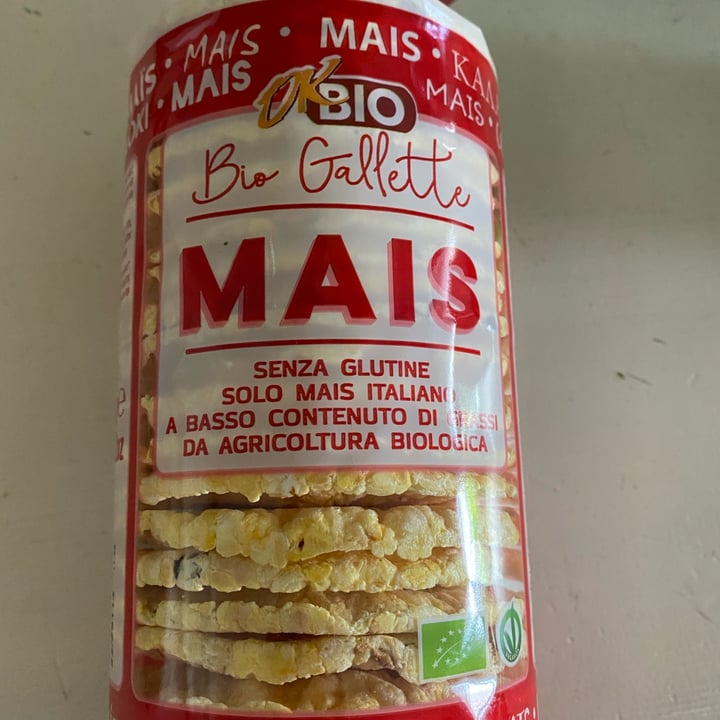 MAIS • MAIS •
MAIS • MAIS •
OK BIO
Bio Gallette
MAIS
SENZA GLUTINE
SOLO MAIS ITALIANO
A BASSO CONTENUTO DI GRASSI
DA AGRICOLTURA BIOLOGICA